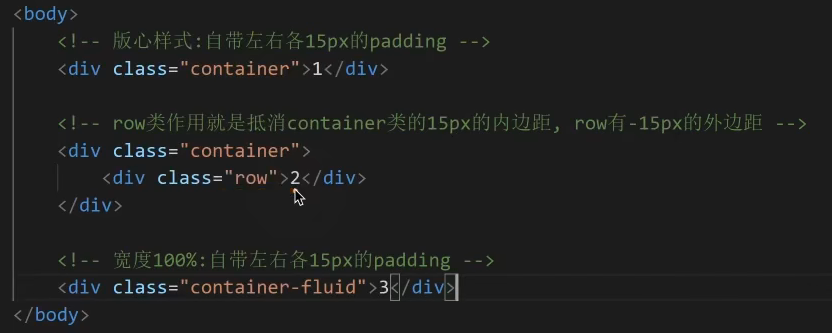 <body>
<!-- 版心样式:自带左右各15px的padding -->
<div class="container">1</div>
<!-- row类作用就是抵消container类的15px的内边距, row有-15px的外边距 -->
<div class="container">
<div class="row">2</div>
</div>
<!-- 宽度100%:自带左右各15px的padding -->
<div class="container-fluid">3</div>
</body>